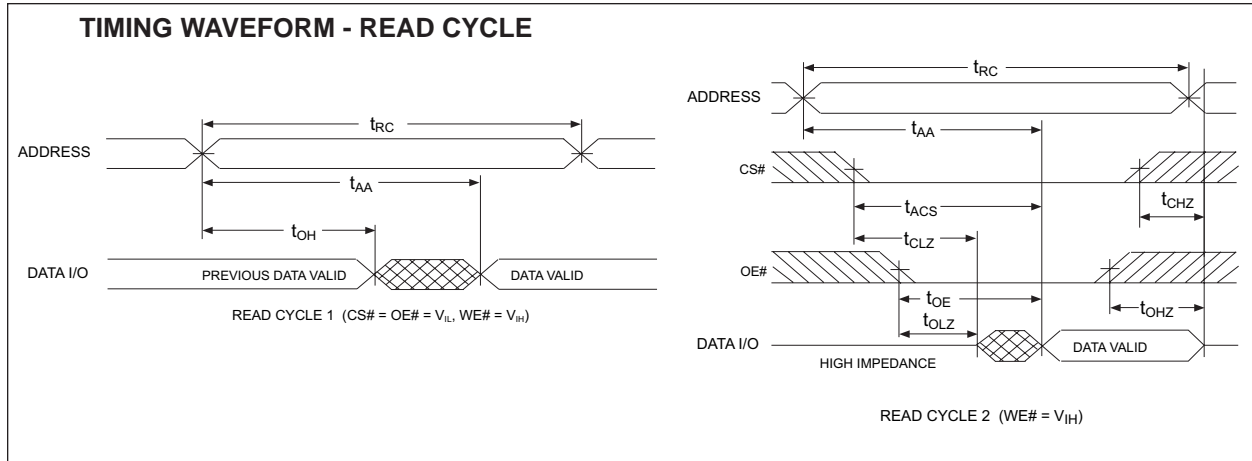 TIMING WAVEFORM - READ CYCLE
tRC
ADDRESS
tAA
tOH
DATA I/O
PREVIOUS DATA VALID
DATA VALID
READ CYCLE 1 (CS# = OE# = VIL, WE# = VIH)
tRC
ADDRESS
tAA
CS#
tACS
tCHZ
tCLZ
OE#
tOE
tOLZ
tOHZ
DATA I/O
HIGH IMPEDANCE
DATA VALID
READ CYCLE 2 (WE# = VIH)